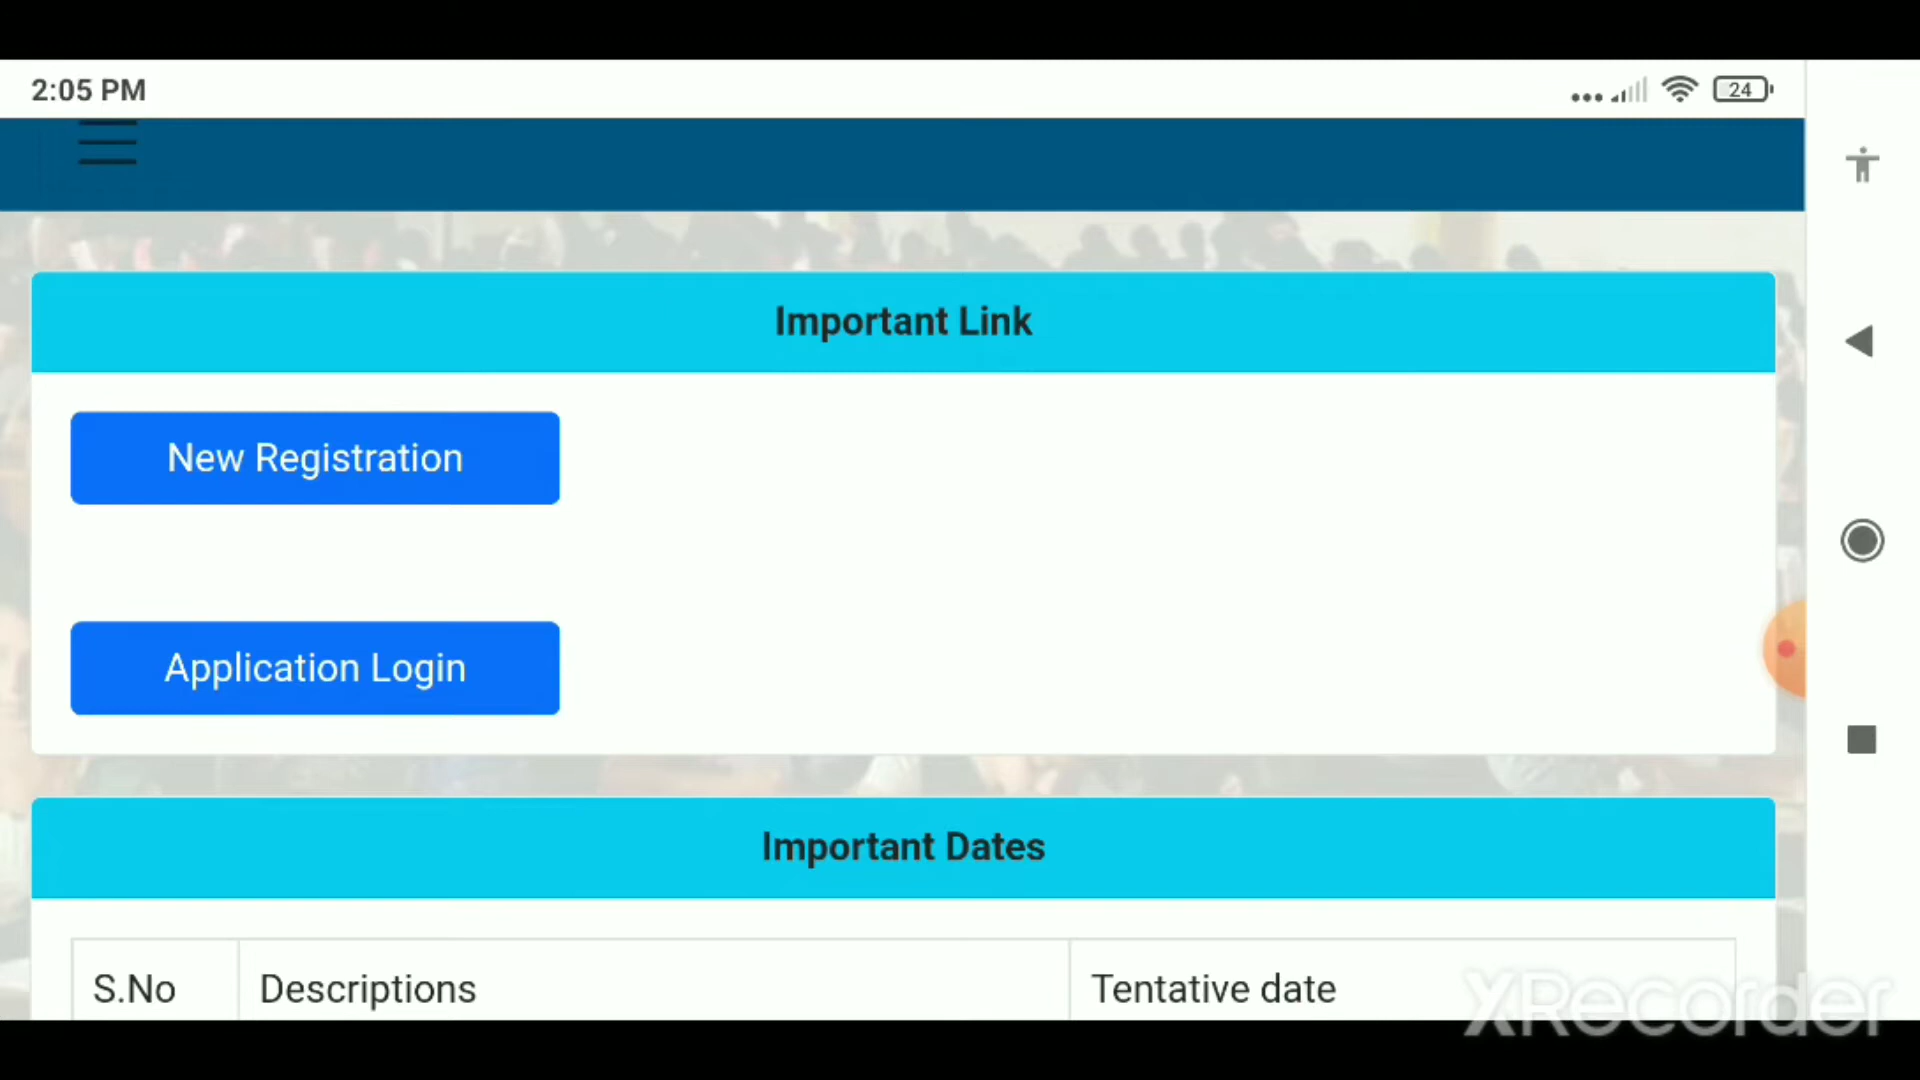 2:05 PM
24
Important Link
New Registration
Application Login
Important Dates
S.No
Descriptions
Tentative date
XRecorder